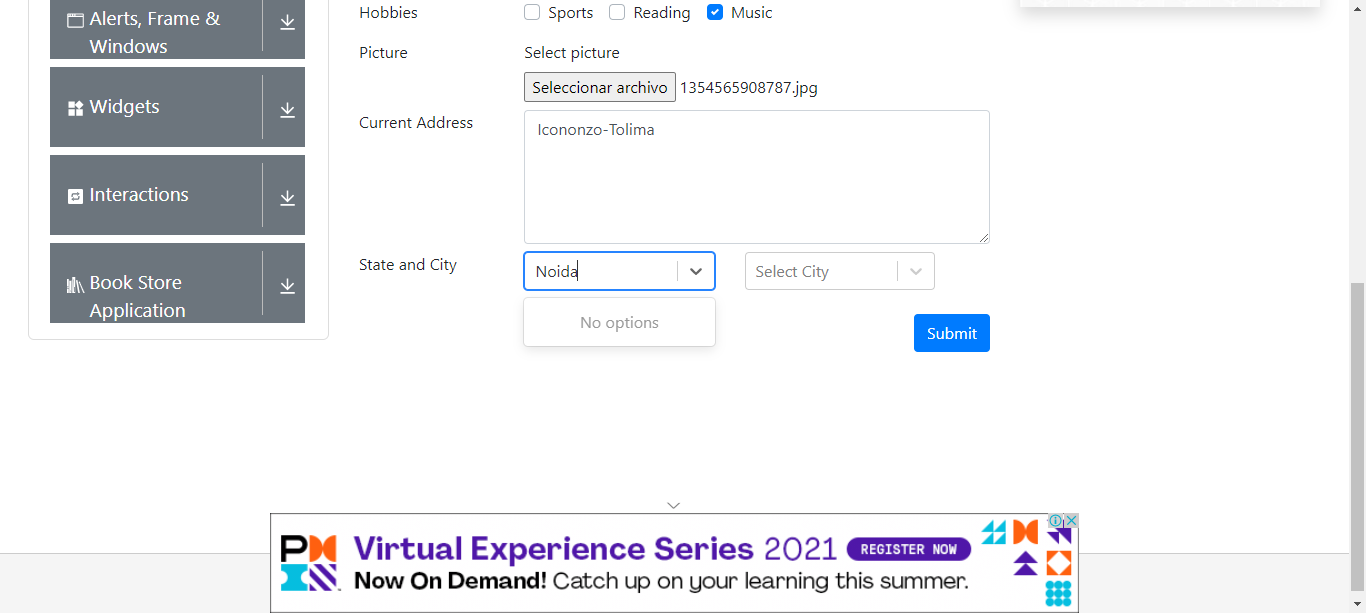 Alerts, Frame &
Windows
Widgets
Interactions
Book Store
Application
Hobbies
Sports Reading Music
Picture
Select picture
Seleccionar archivo 1354565908787.jpg
Current Address
Icononzo-Tolima
State and City
Noida
Select City
No options
Submit
PMI
Virtual Experience Series 2021 REGISTER NOW
Now On Demand! Catch up on your learning this summer.